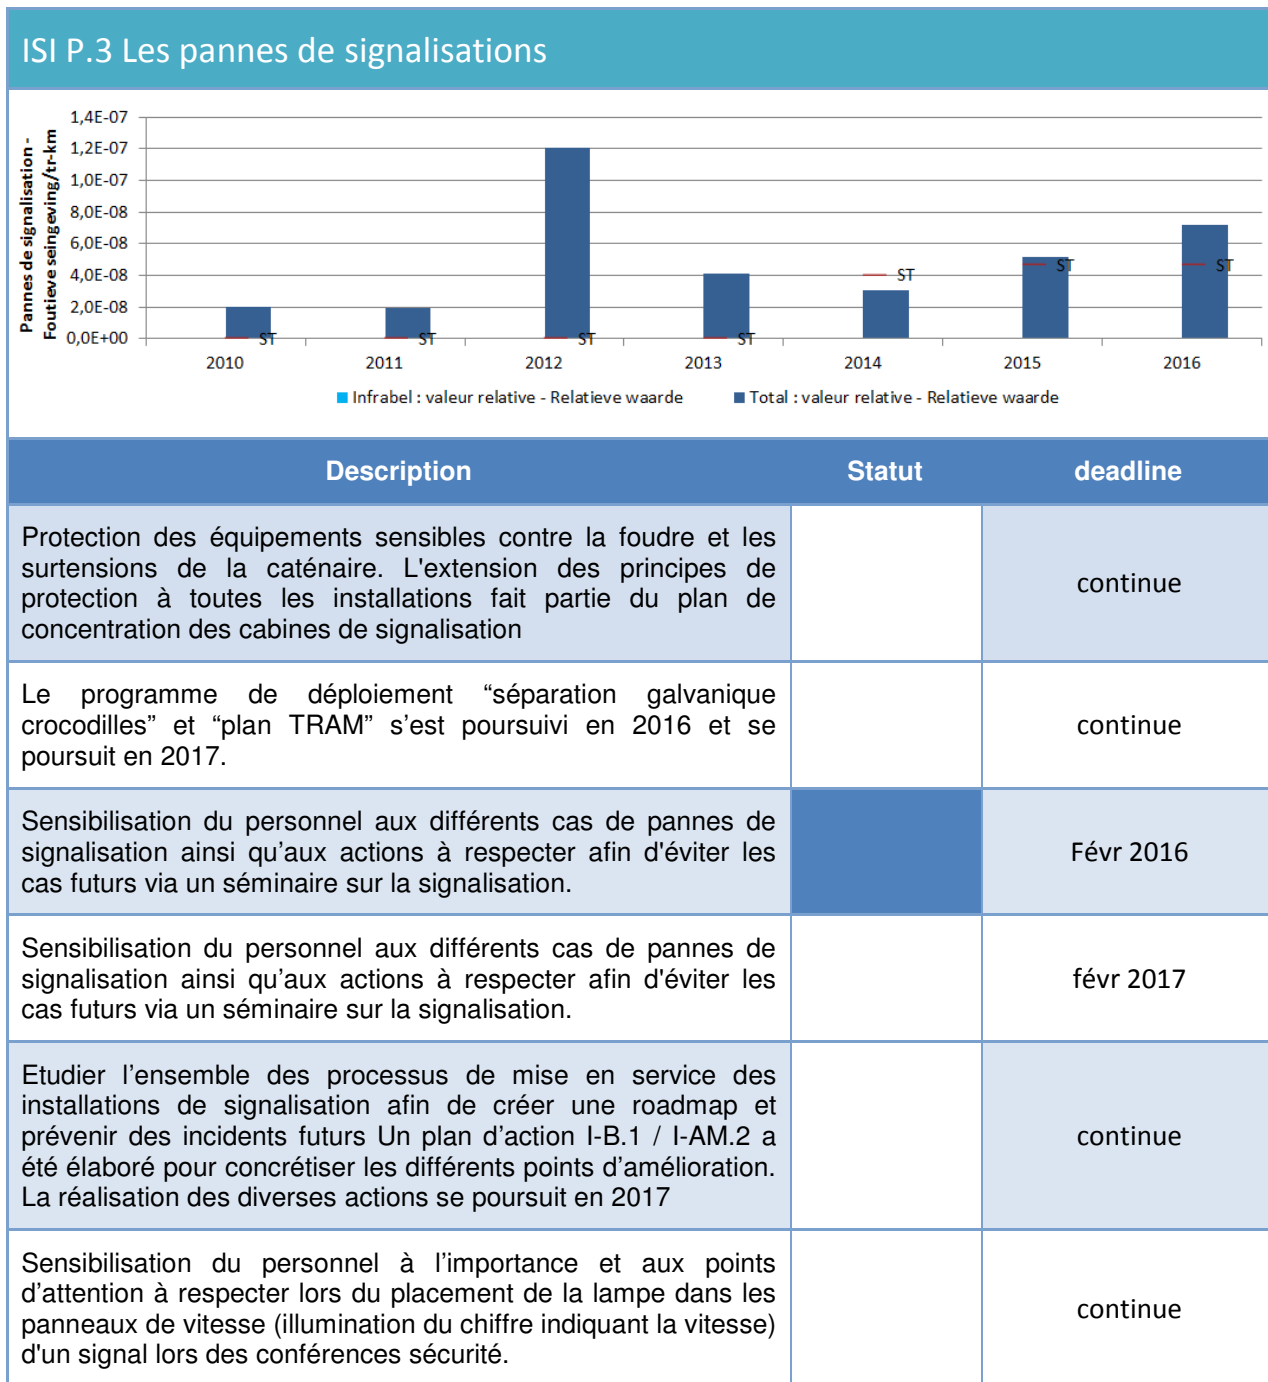 ISI P.3 Les pannes de signalisations
Pannes de signalisation -
Foutieve seingeving/tr-km
1,4E-07
1,2E-07
1,0E-07
8,0E-08
6,0E-08
4,0E-08
2,0E-08
0,0E+00
ST
ST
ST
ST
ST
ST
ST
2010
2011
2012
2013
2014
2015
2016
Infrabel : valeur relative - Relatieve waarde
Total : valeur relative - Relatieve waarde
Description
Statut
deadline
Protection des équipements sensibles contre la foudre et les
surtensions de la caténaire. L'extension des principes de
protection à toutes les installations fait partie du plan de
concentration des cabines de signalisation
continue
Le programme de déploiement “séparation galvanique
crocodilles” et “plan TRAM” s’est poursuivi en 2016 et se
poursuit en 2017.
continue
Sensibilisation du personnel aux différents cas de pannes de
signalisation ainsi qu’aux actions à respecter afin d'éviter les
cas futurs via un séminaire sur la signalisation.
Févr 2016
Sensibilisation du personnel aux différents cas de pannes de
signalisation ainsi qu’aux actions à respecter afin d'éviter les
cas futurs via un séminaire sur la signalisation.
févr 2017
Etudier l’ensemble des processus de mise en service des
installations de signalisation afin de créer une roadmap et
prévenir des incidents futurs Un plan d’action I-B.1 / I-AM.2 a
été élaboré pour concrétiser les différents points d’amélioration.
La réalisation des diverses actions se poursuit en 2017
continue
Sensibilisation du personnel à l’importance et aux points
d’attention à respecter lors du placement de la lampe dans les
panneaux de vitesse (illumination du chiffre indiquant la vitesse)
d'un signal lors des conférences sécurité.
continue